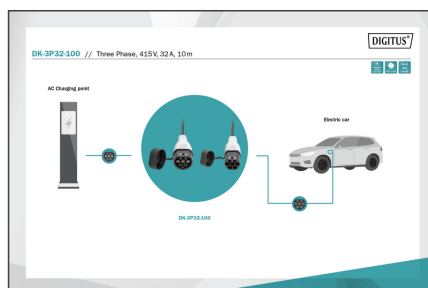 DIGITUS®
DK-3P32-100 // Three Phase, 415V, 32A, 10m
AC Charging point
Electric car
DK-3P32-100